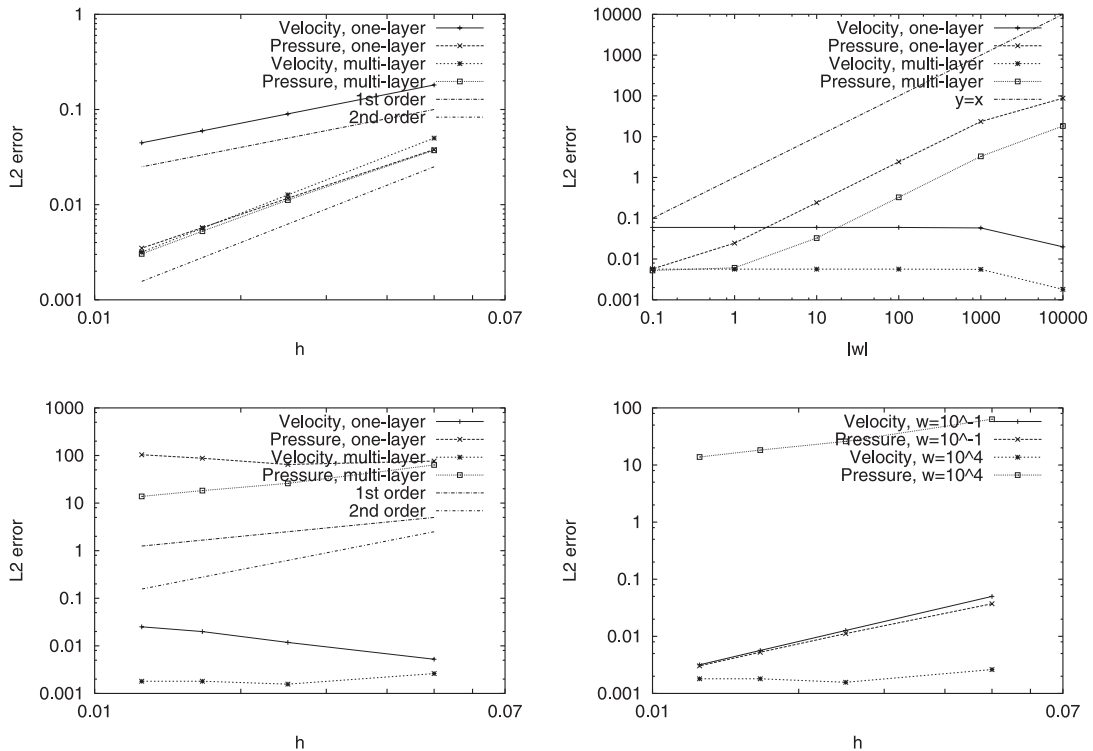 1
0.1
0.01
0.001
0.01
0.07
L2 error
h
Velocity, one-layer
Pressure, one-layer
Velocity, multi-layer
Pressure, multi-layer
1st order
2nd order
10000
1000
100
10
1
0.1
0.01
0.001
0.1
1
10
100
1000
10000
L2 error
|w|
Velocity, one-layer
Pressure, one-layer
Velocity, multi-layer
Pressure, multi-layer
y=x
1000
100
10
1
0.1
0.01
0.001
0.01
0.07
L2 error
h
Velocity, one-layer
Pressure, one-layer
Velocity, multi-layer
Pressure, multi-layer
1st order
2nd order
100
10
1
0.1
0.01
0.001
0.01
0.07
L2 error
h
Velocity, w=10^-1
Pressure, w=10^-1
Velocity, w=10^4
Pressure, w=10^4